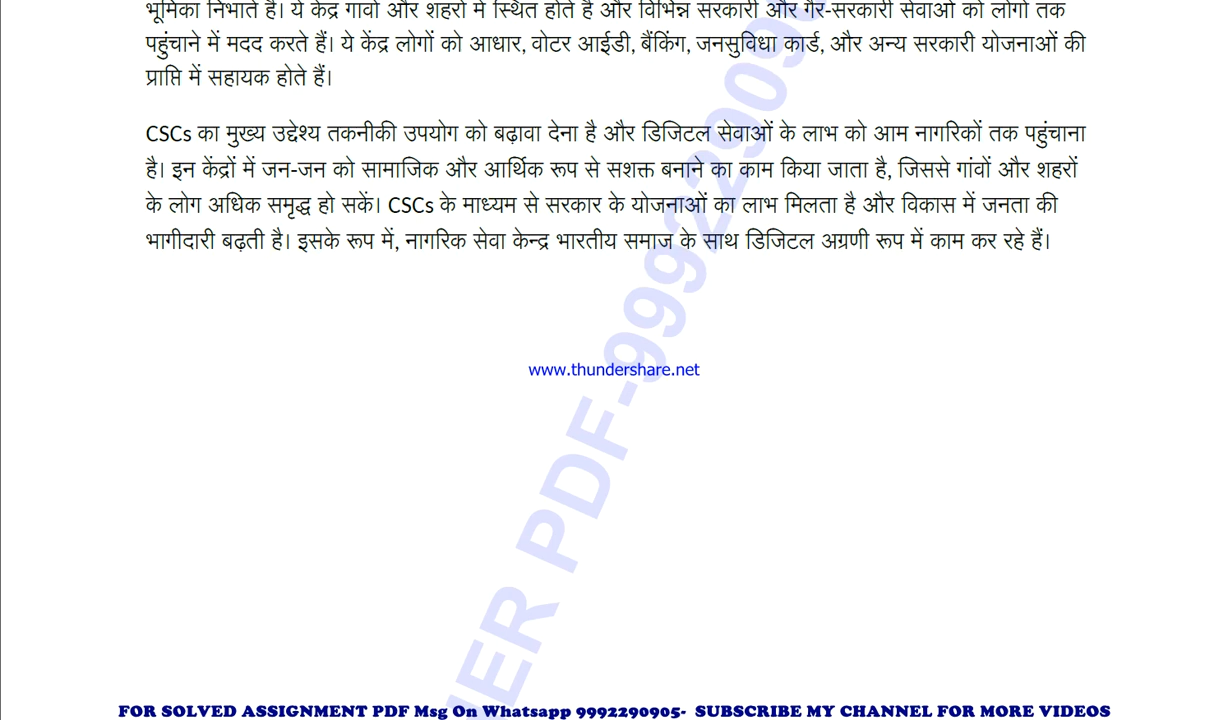 भूमिका निभाते हैं। ये केंद्र गांवों और शहरों में स्थित होते हैं और विभिन्न सरकारी और गैर-सरकारी सेवाओं को लोगों तक
पहुंचाने में मदद करते हैं। ये केंद्र लोगों को आधार, वोटर आईडी, बैंकिंग, जनसुविधा कार्ड, और अन्य सरकारी योजनाओं की
प्राप्ति में सहायक होते हैं।
CSCs का मुख्य उद्देश्य तकनीकी उपयोग को बढ़ावा देना है और डिजिटल सेवाओं के लाभ को आम नागरिकों तक पहुंचाना
है। इन केंद्रों में जन-जन को सामाजिक और आर्थिक रूप से सशक्त बनाने का काम किया जाता है, जिससे गांवों और शहरों
के लोग अधिक समृद्ध हो सकें। CSCs के माध्यम से सरकार के योजनाओं का लाभ मिलता है और विकास में जनता की
भागीदारी बढ़ती है। इसके रूप में, नागरिक सेवा केन्द्र भारतीय समाज के साथ डिजिटल अग्रणी रूप में काम कर रहे हैं।
www.thundershare.net
PDF-999229090
FOR SOLVED ASSIGNMENT PDF Msg On Whatsapp 9992290905- SUBSCRIBE MY CHANNEL FOR MORE VIDEOS